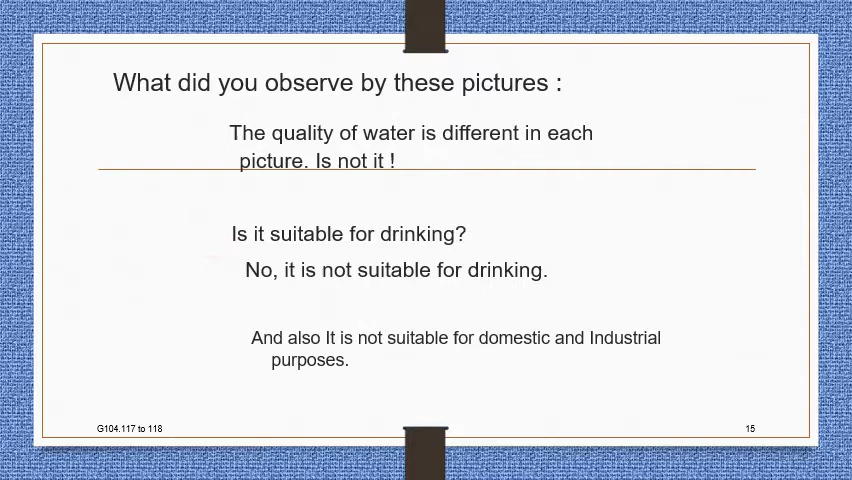 What did you observe by these pictures :
The quality of water is different in each
picture. Is not it !
Is it suitable for drinking?
No, it is not suitable for drinking.
And also It is not suitable for domestic and Industrial
purposes.
G104.117 to 118
15